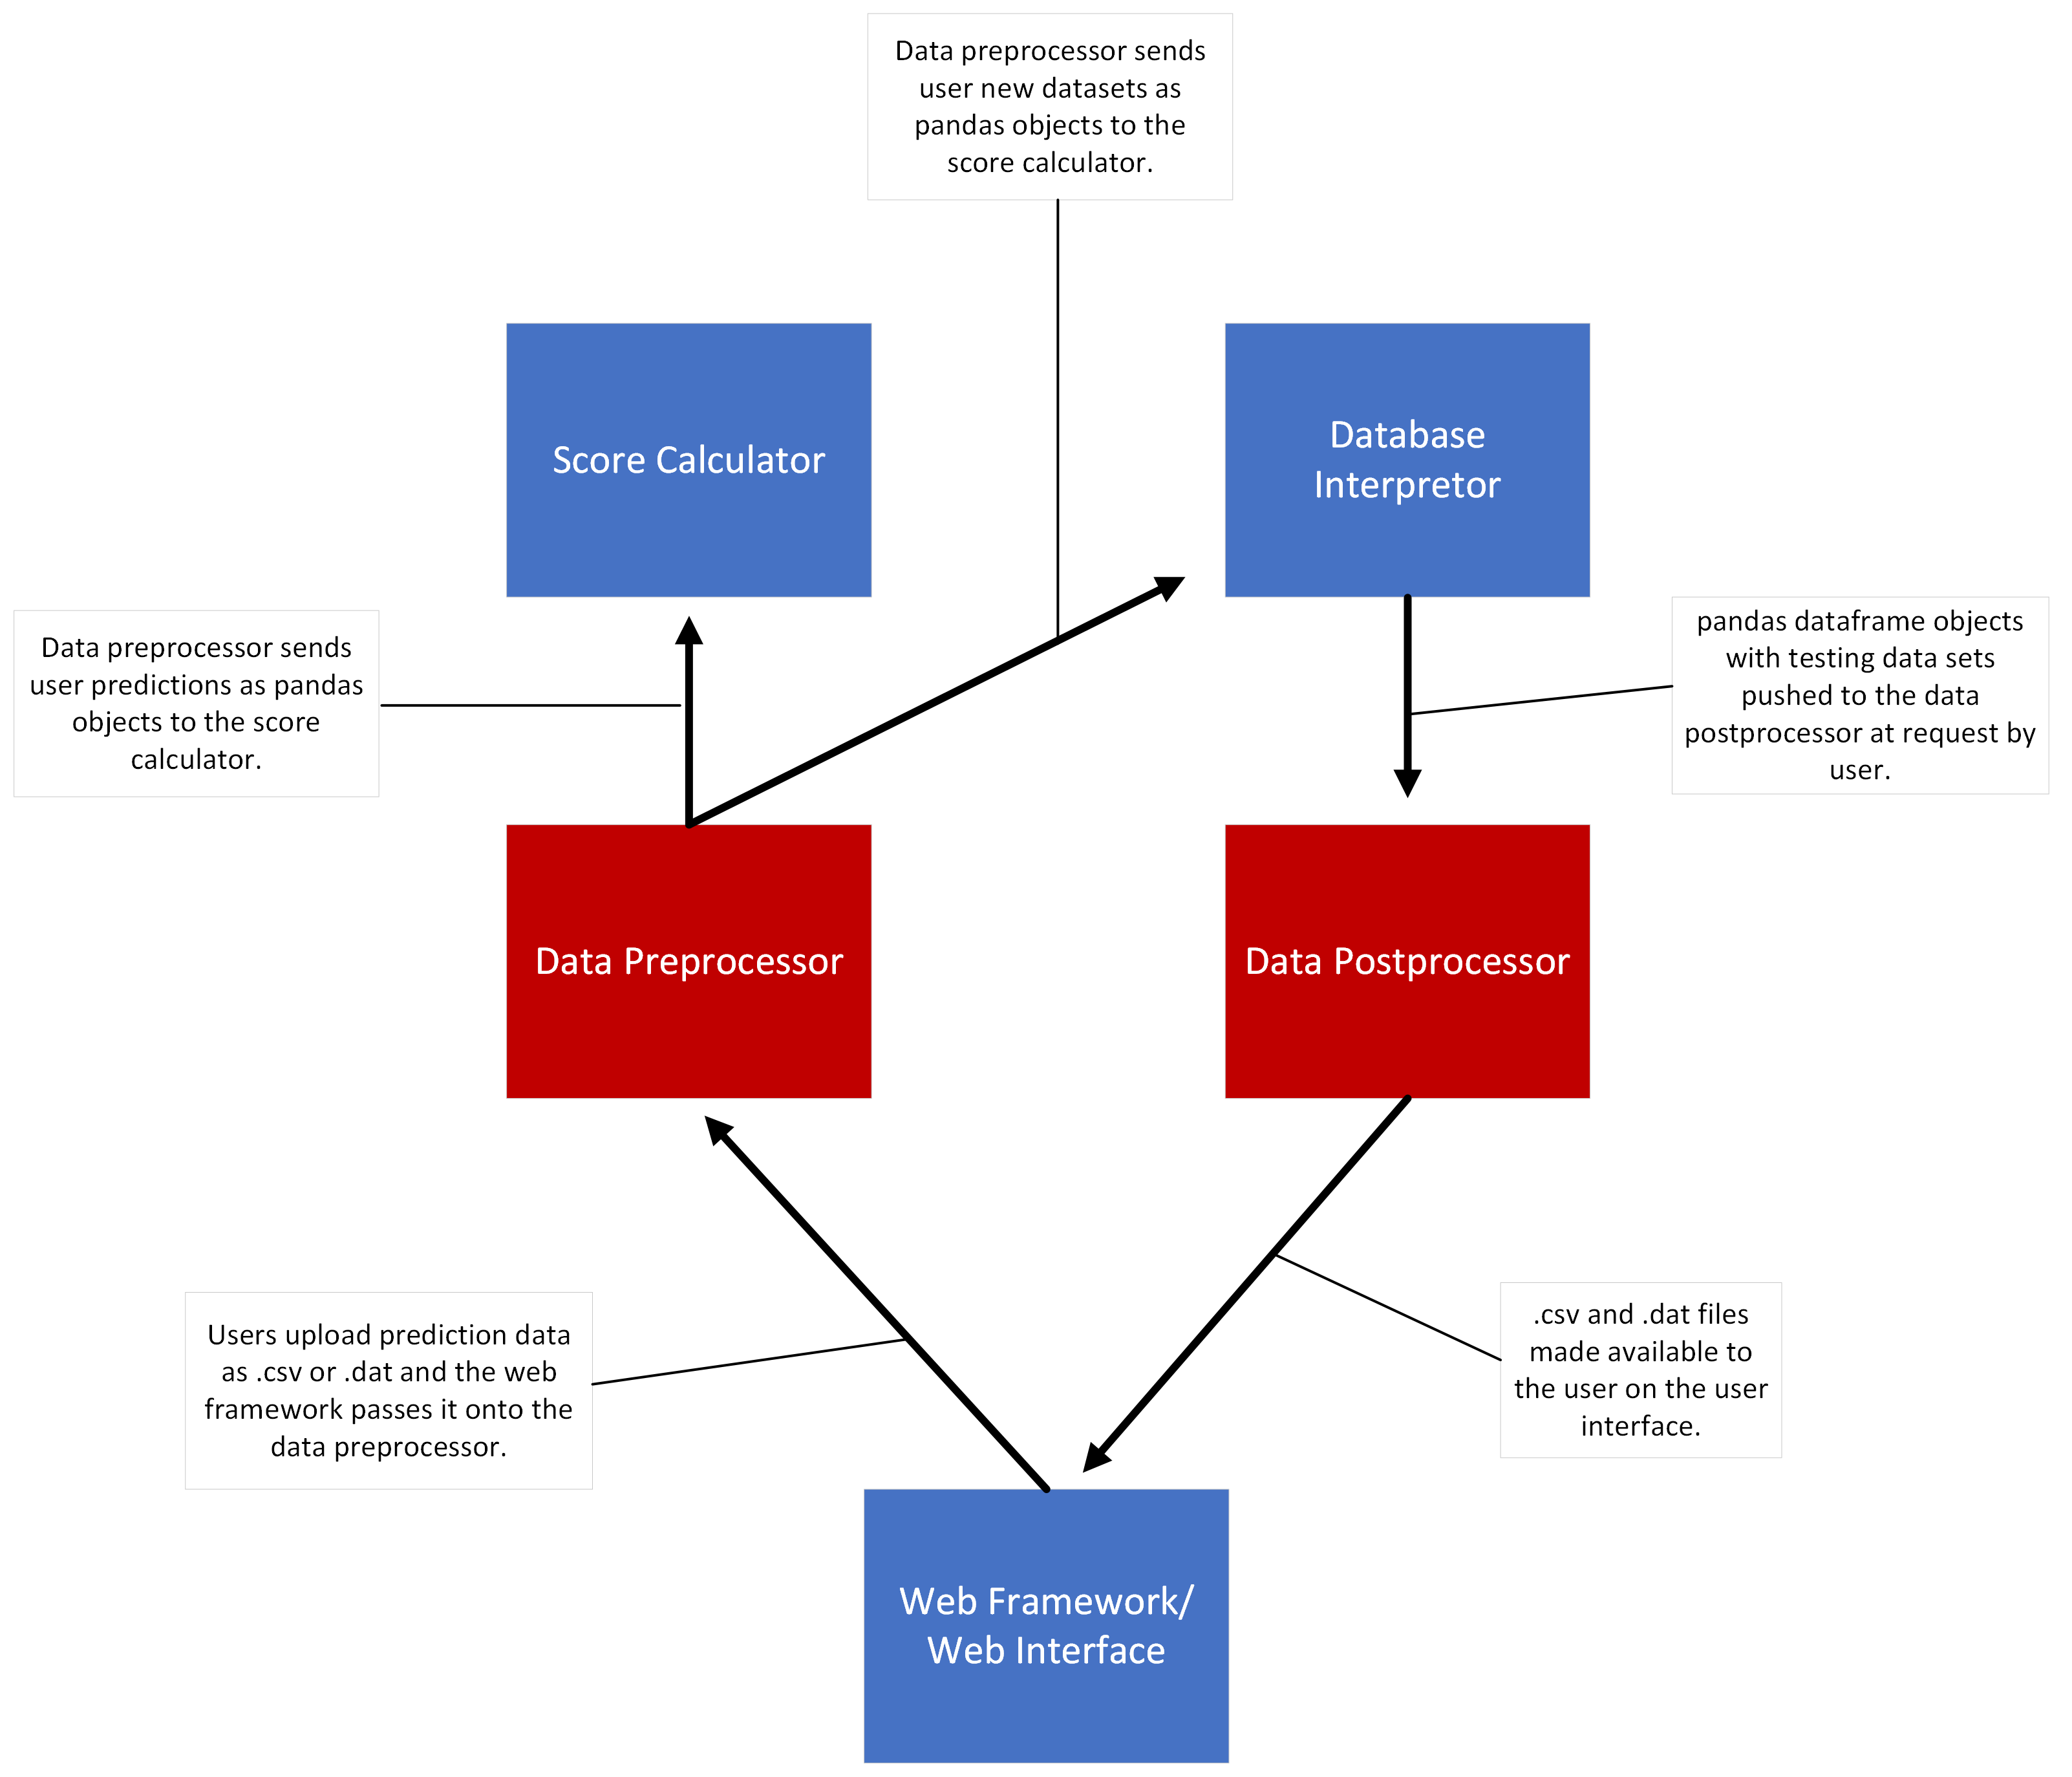 Data preprocessor sends
user new datasets as
pandas objects to the
score calculator.
Score Calculator
Database
Interpretor
Data preprocessor sends
user predictions as pandas
objects to the score
calculator.
pandas dataframe objects
with testing data sets
pushed to the data
postprocessor at request by
user.
Data Preprocessor
Data Postprocessor
Users upload prediction data
as .csv or .dat and the web
framework passes it onto the
data preprocessor.
.csv and .dat files
made available to
the user on the user
interface.
Web Framework/
Web Interface